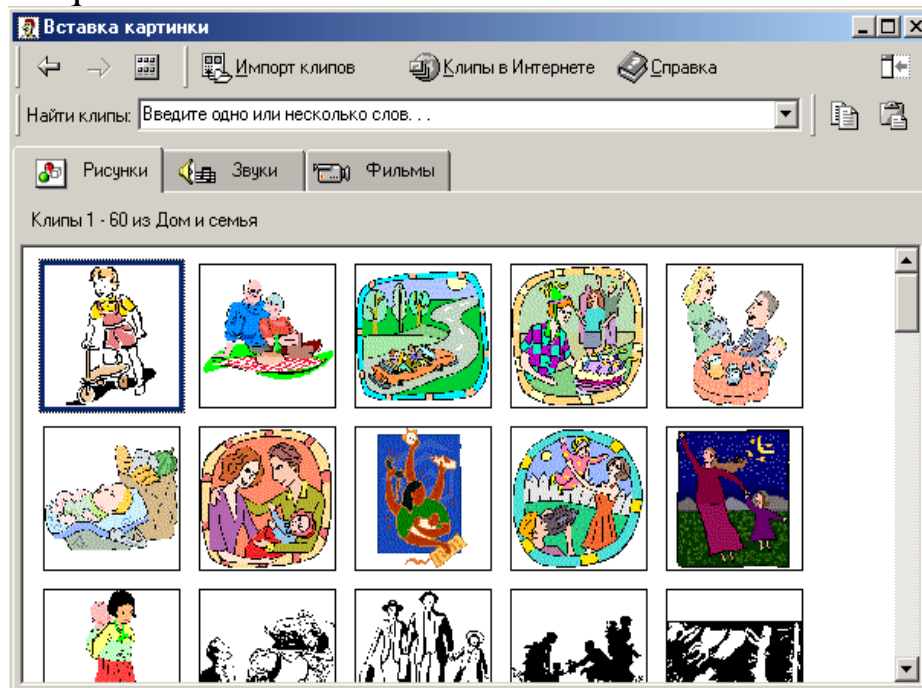 Вставка картинки
Импорт клипов Клипы в Интернете Справка
Найти клипы: Введите одно или несколько слов. . .
Рисунки Звуки Фильмы
Клипы 1 - 60 из Дом и семья